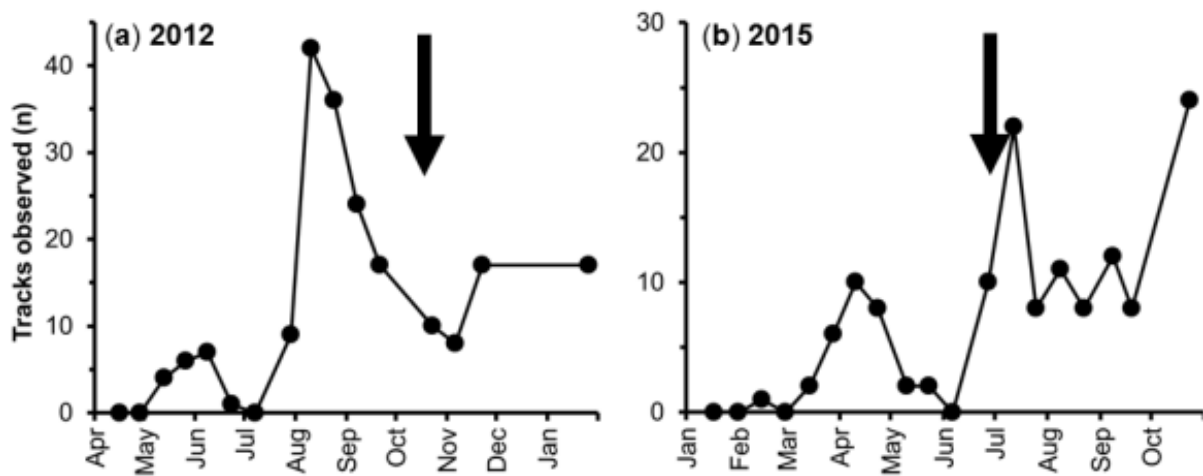 (a) 2012
Tracks observed (n)
40
30
20
10
0
Apr
May
Jun
Jul
Aug
Sep
Oct
Nov
Dec
Jan
(b) 2015
30
20
10
0
Jan
Feb
Mar
Apr
May
Jun
Jul
Aug
Sep
Oct